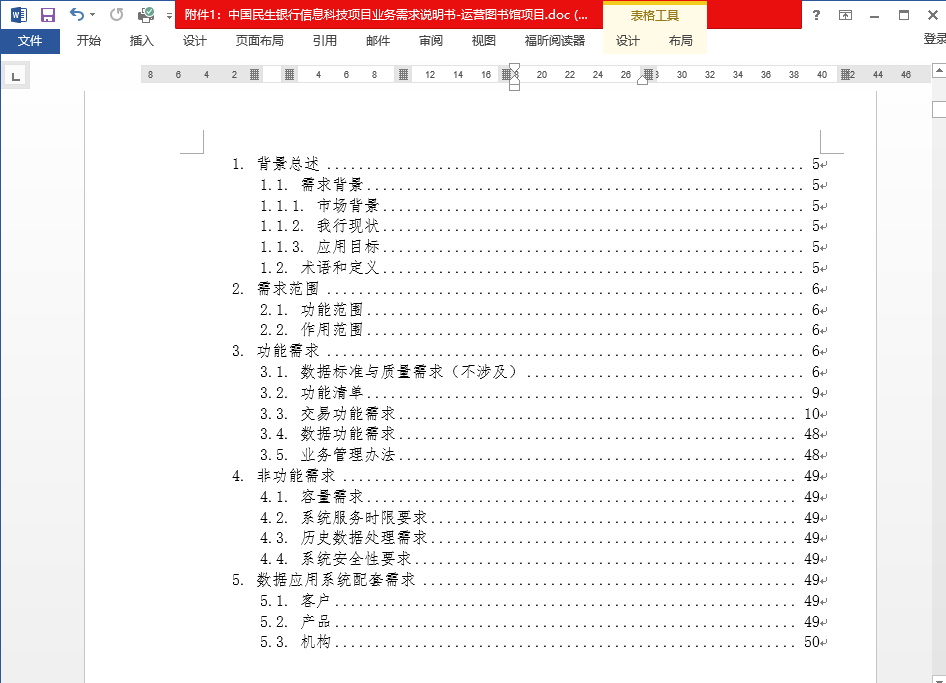 附件1：中国民生银行信息科技项目业务需求说明书-运营图书馆项目.doc (...
表格工具
?
文件 开始 插入 设计 页面布局 引用 邮件 审阅 视图 福昕阅读器 设计 布局
登录
8 6 4 2 4 6 8 12 14 16 20 22 24 26 30 32 34 36 38 40 44 46
1. 背景总述 5
1.1. 需求背景 5
1.1.1. 市场背景 5
1.1.2. 我行现状 5
1.1.3. 应用目标 5
1.2. 术语和定义 5
2. 需求范围 6
2.1. 功能范围 6
2.2. 作用范围 6
3. 功能需求 6
3.1. 数据标准与质量需求（不涉及） 6
3.2. 功能清单 9
3.3. 交易功能需求 10
3.4. 数据功能需求 48
3.5. 业务管理办法 48
4. 非功能需求 49
4.1. 容量需求 49
4.2. 系统服务时限要求 49
4.3. 历史数据处理需求 49
4.4. 系统安全性要求 49
5. 数据应用系统配套需求 49
5.1. 客户 49
5.2. 产品 49
5.3. 机构 50